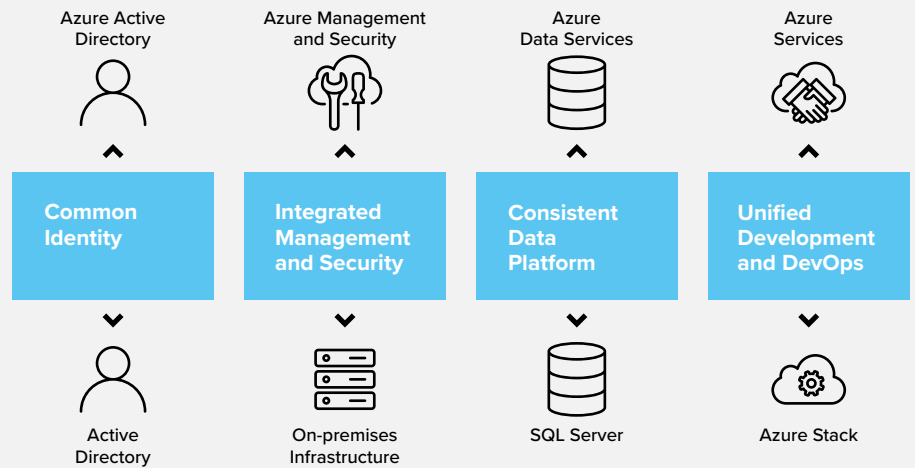 Azure Active
Directory
Azure Management
and Security
Azure
Data Services
Azure
Services
Common
Identity
Integrated
Management
and Security
Consistent
Data
Platform
Unified
Development
and DevOps
Active
Directory
On-premises
Infrastructure
SQL Server
Azure Stack